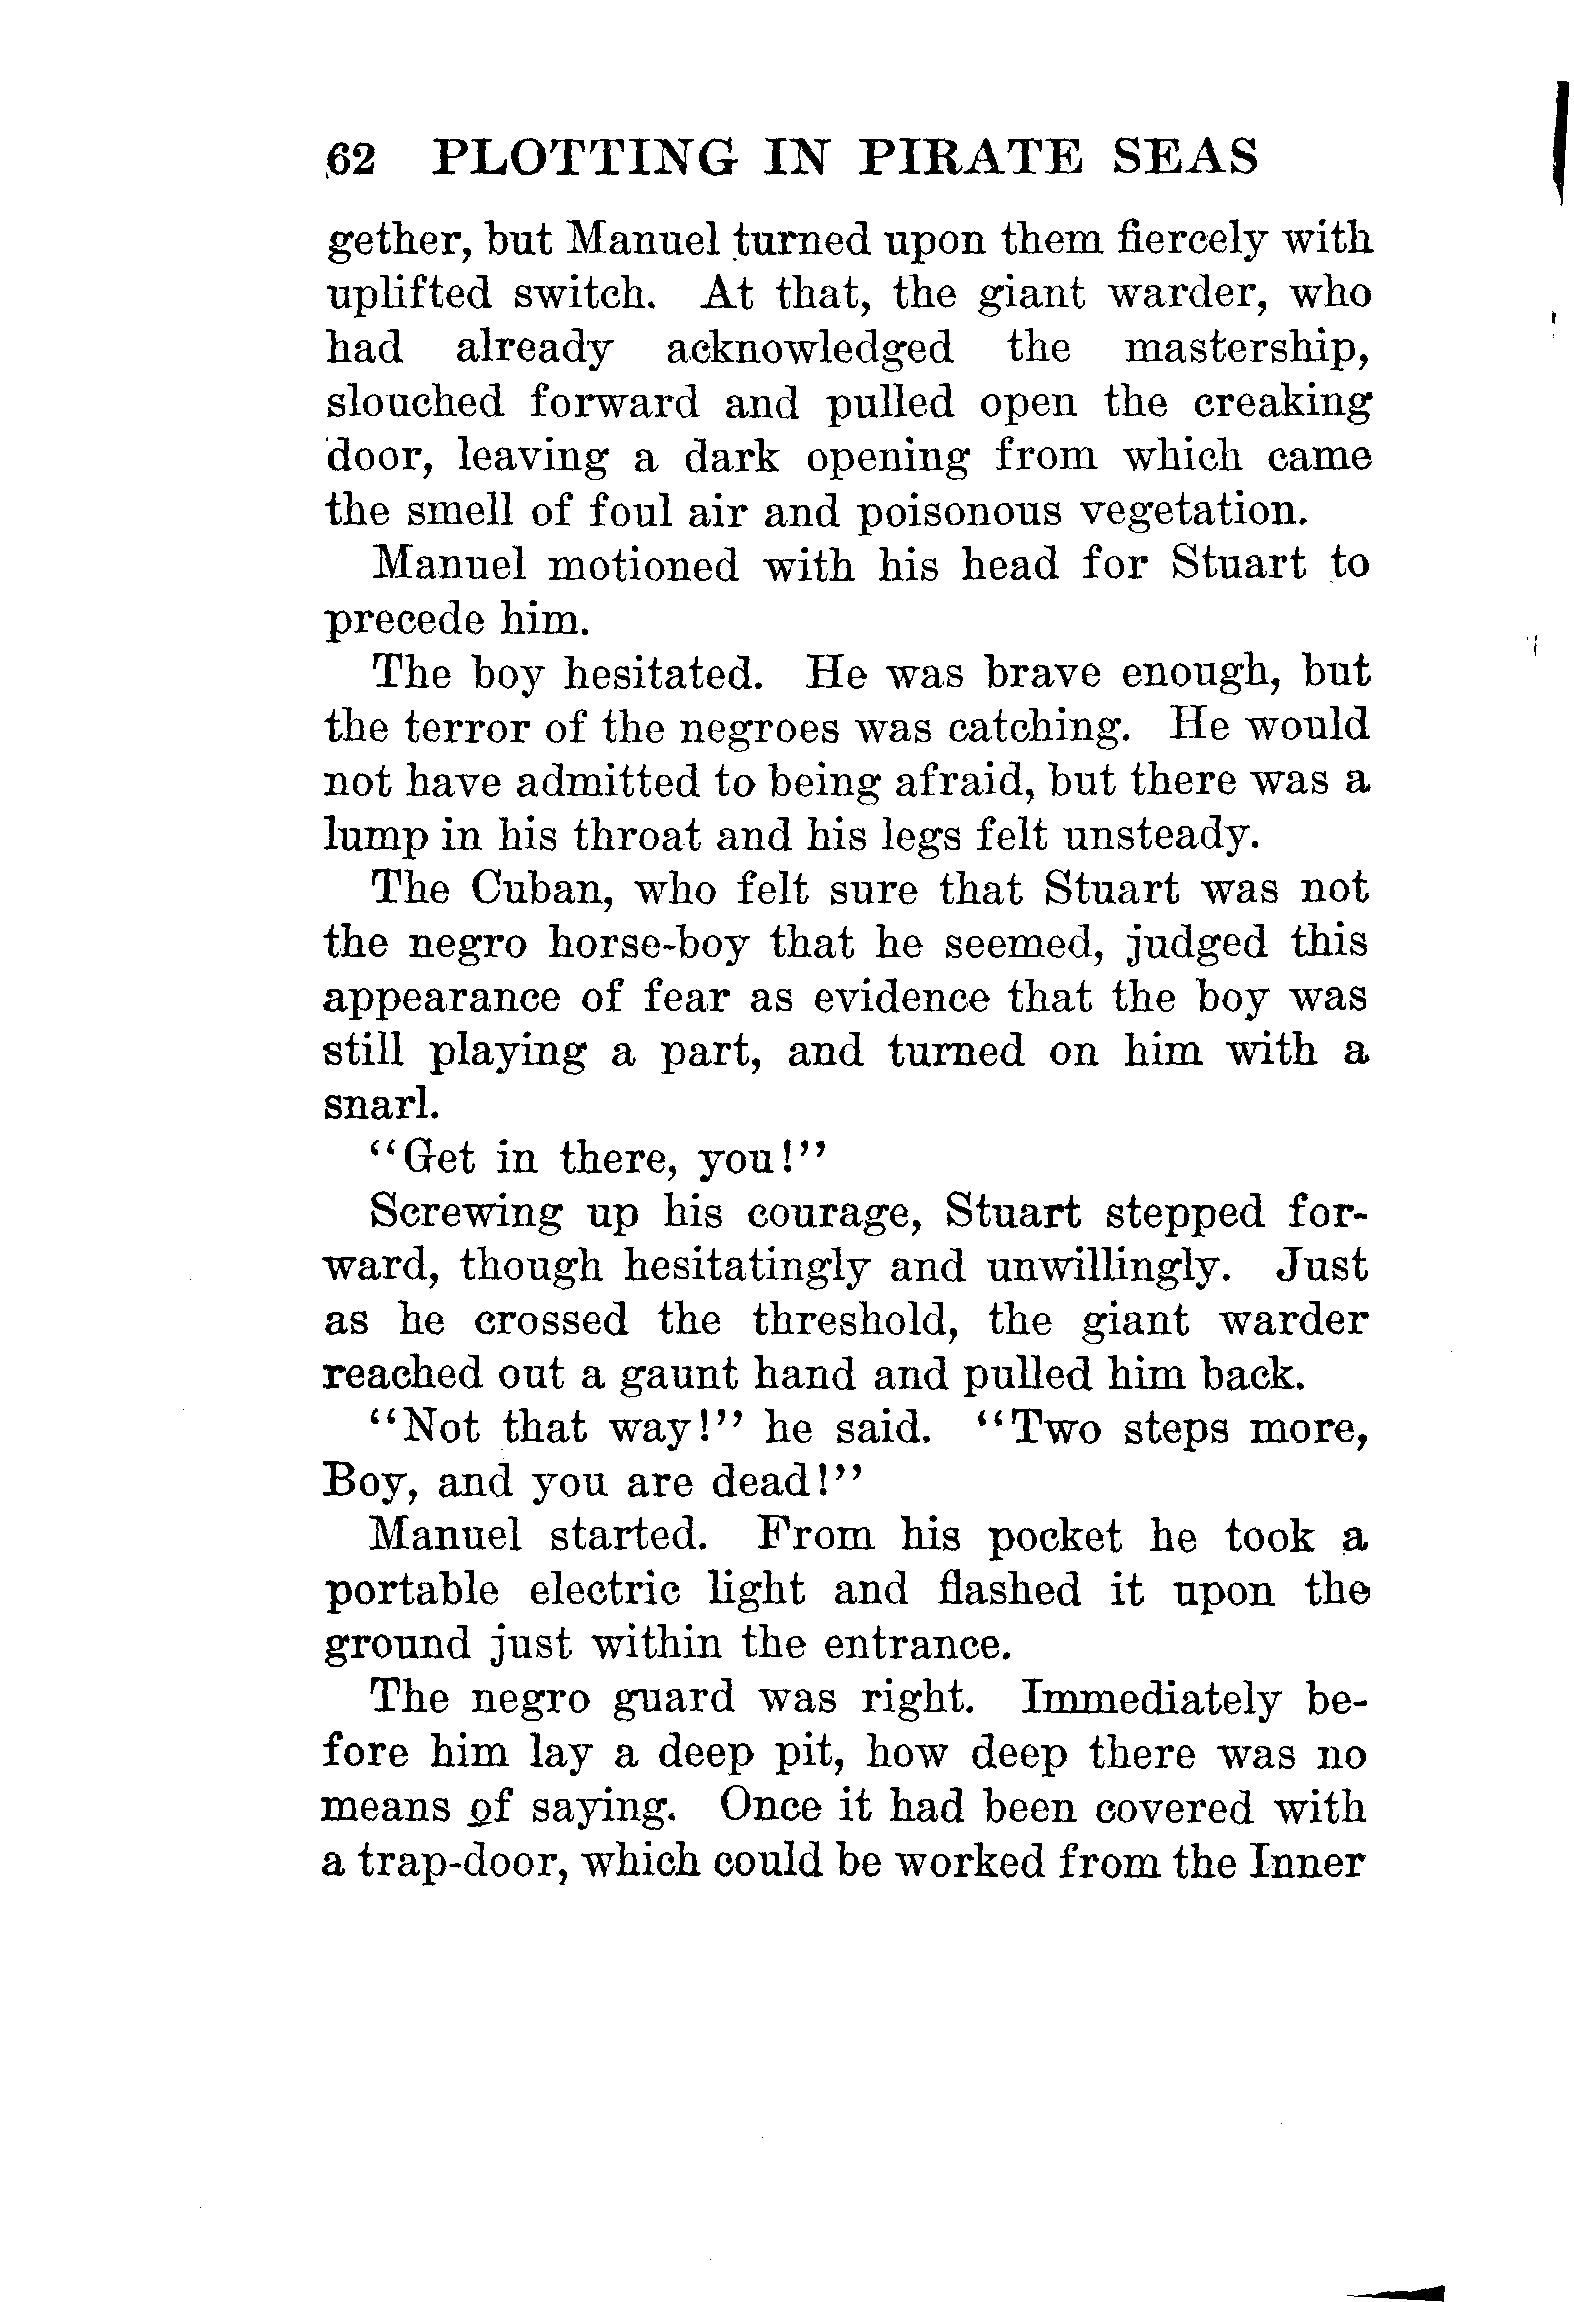 62 PLOTTING IN PIRATE SEAS
gether, but Manuel turned upon them fiercely with
uplifted switch. At that, the giant warder, who
had already acknowledged the mastership,
slouched forward and pulled open the creaking
door, leaving a dark opening from which came
the smell of foul air and poisonous vegetation.
Manuel motioned with his head for Stuart to
precede him.
The boy hesitated. He was brave enough, but
the terror of the negroes was catching. He would
not have admitted to being afraid, but there was a
lump in his throat and his legs felt unsteady.
The Cuban, who felt sure that Stuart was not
the negro horse-boy that he seemed, judged this
appearance of fear as evidence that the boy was
still playing a part, and turned on him with a
snarl.
"Get in there, you!"
Screwing up his courage, Stuart stepped for-
ward, though hesitatingly and unwillingly. Just
as he crossed the threshold, the giant warder
reached out a gaunt hand and pulled him back.
"Not that way!" he said. "Two steps more,
Boy, and you are dead!"
Manuel started. From his pocket he took a
portable electric light and flashed it upon the
ground just within the entrance.
The negro guard was right. Immediately be-
fore him lay a deep pit, how deep there was no
means of saying. Once it had been covered with
a trap-door, which could be worked from the Inner